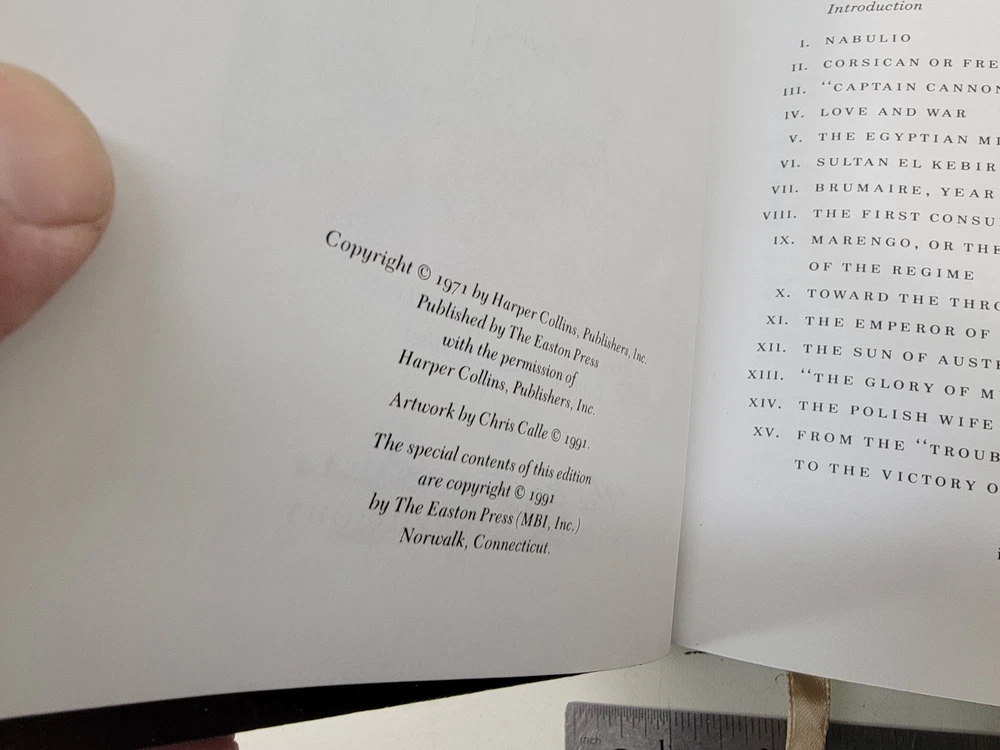 Copyright © 1971 by Harper Collins, Publishers, Inc.
Published by The Easton Press
with the permission of
Harper Collins, Publishers, Inc.
Artwork by Chris Calle © 1991.
The special contents of this edition
are copyright © 1991
by The Easton Press (MBI, Inc.)
Norwalk, Connecticut.
Introduction
I. NABULIO
II. CORSICAN OR FRE
III. "CAPTAIN CANNON
IV. LOVE AND WAR
V. THE EGYPTIAN MI
VI. SULTAN EL KEBIR
VII. BRUMAIRE, YEAR
VIII. THE FIRST CONSU
IX. MARENGO, OR THE
OF THE REGIME
X. TOWARD THE THRO
XI. THE EMPEROR OF
XII. THE SUN OF AUSTE
XIII. "THE GLORY OF M
XIV. THE POLISH WIFE
XV. FROM THE "TROUB
TO THE VICTORY O
inch